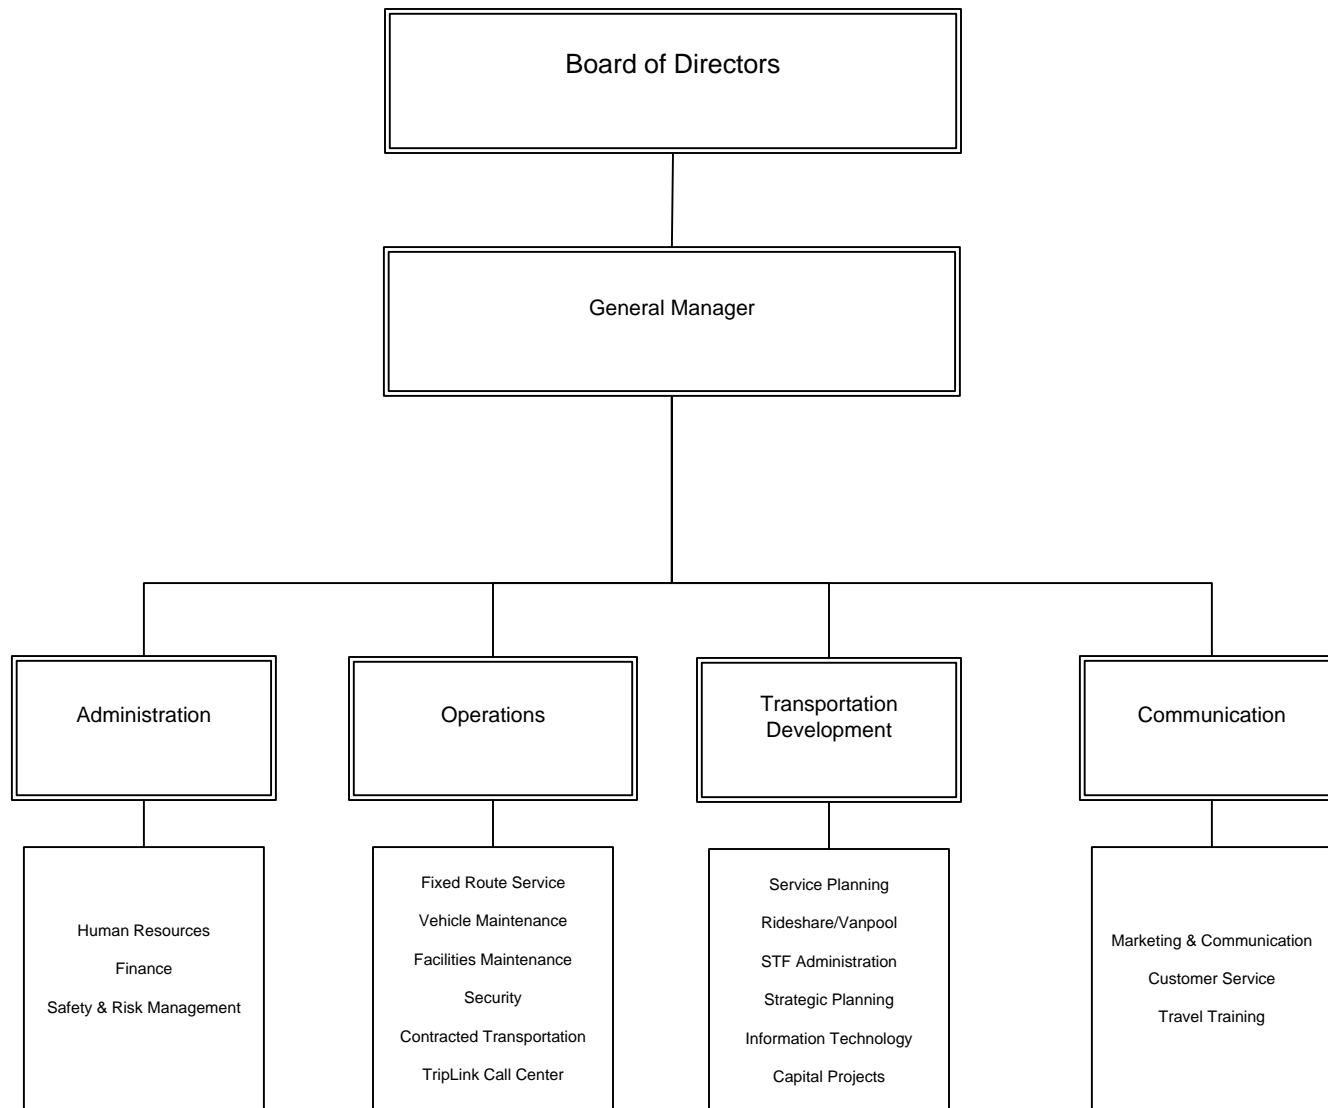 Board of Directors
General Manager
Administration
Operations
Transportation
Development
Communication
Human Resources
Finance
Safety & Risk Management
Fixed Route Service
Vehicle Maintenance
Facilities Maintenance
Security
Contracted Transportation
TripLink Call Center
Service Planning
Rideshare/Vanpool
STF Administration
Strategic Planning
Information Technology
Capital Projects
Marketing & Communication
Customer Service
Travel Training